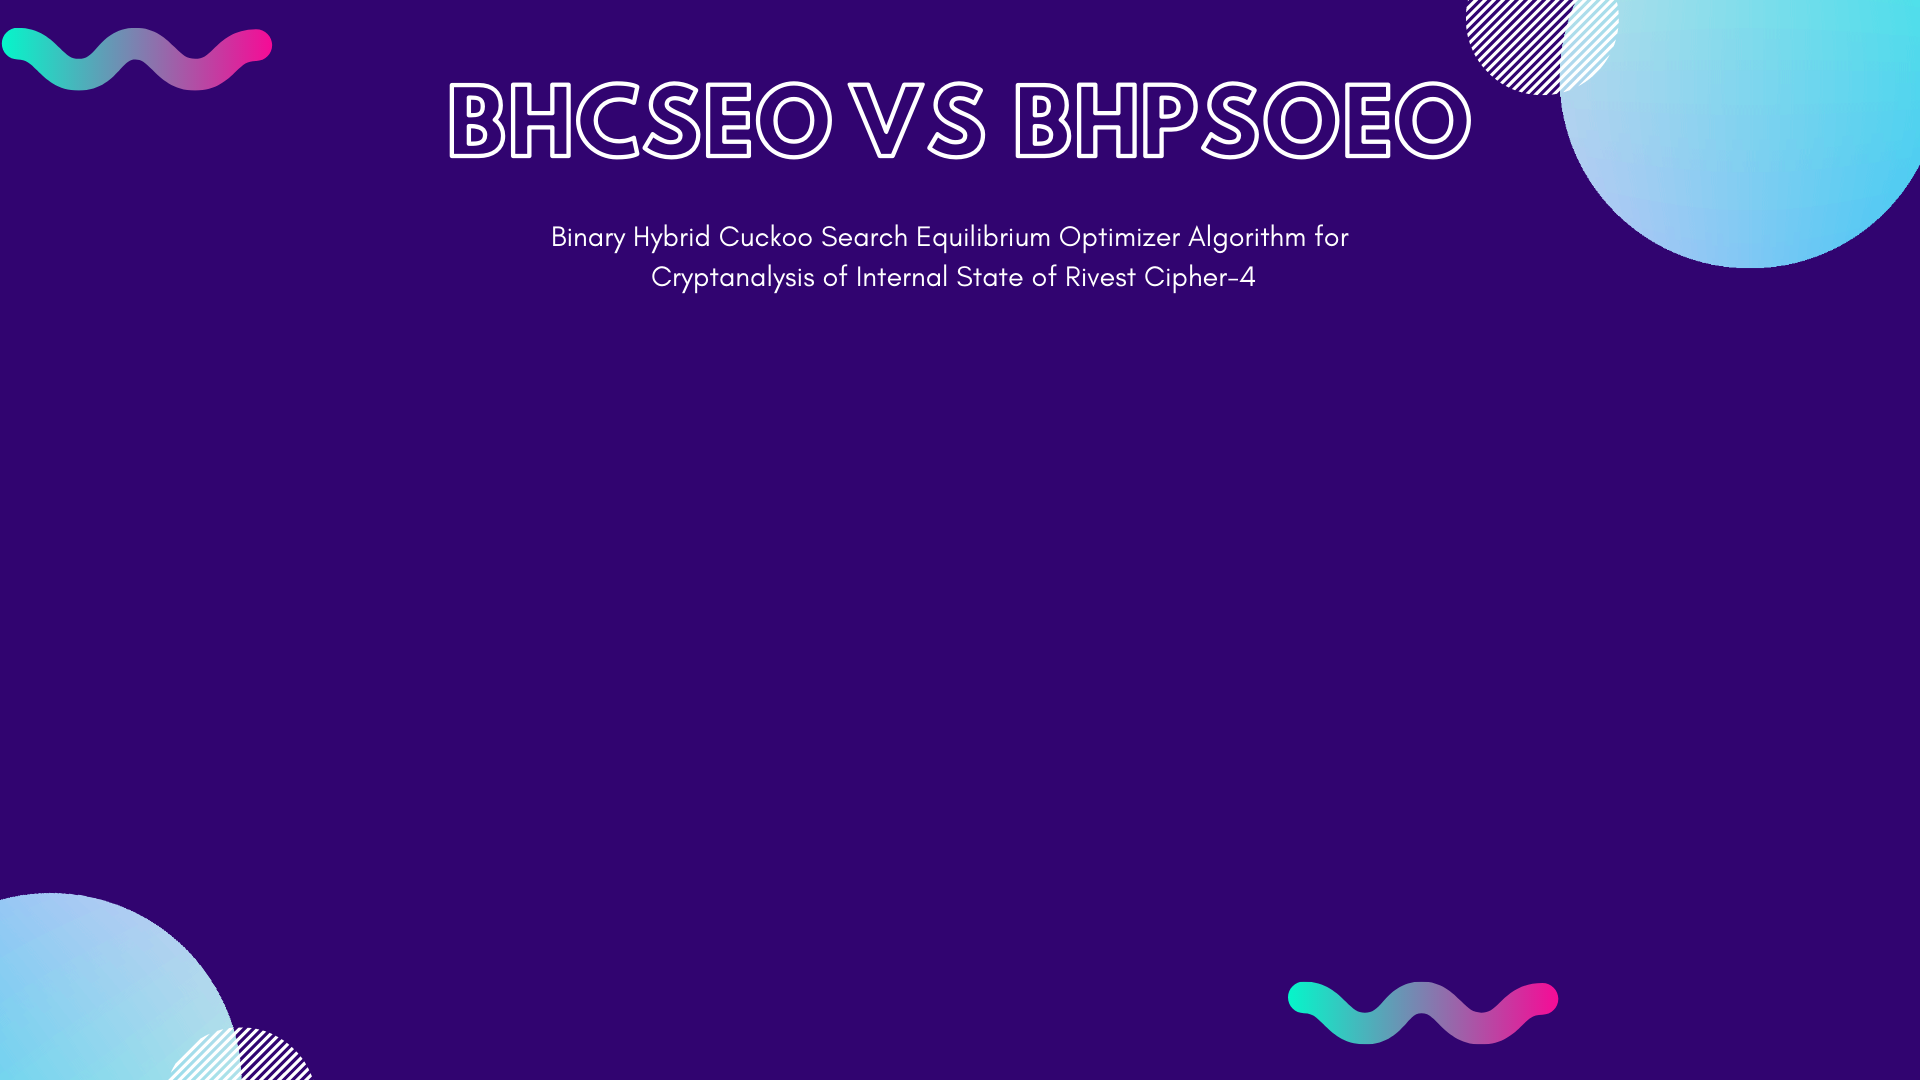 BHCSEO VS BHPSOEO
Binary Hybrid Cuckoo Search Equilibrium Optimizer Algorithm for
Cryptanalysis of Internal State of Rivest Cipher-4